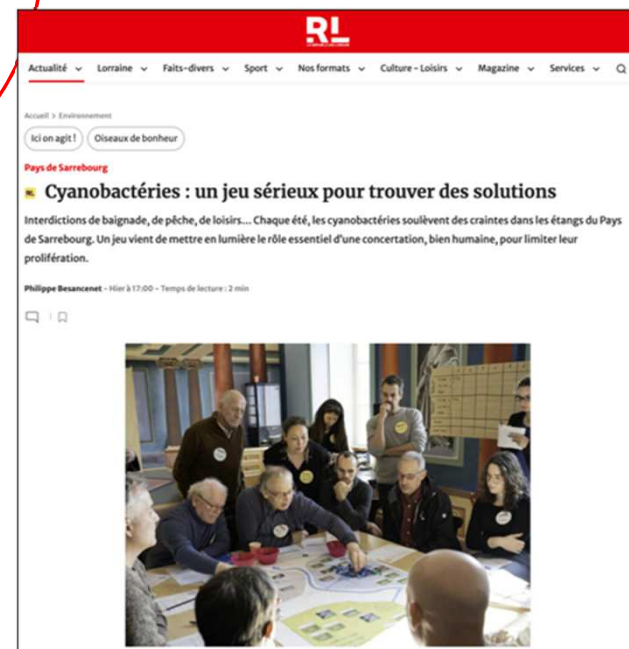 RL
Actualité Lorraine Faits-divers Sport Nos formats Culture - Loisirs Magazine Services
Accueil > Environnement
Ici on agit ! Oiseaux de bonheur
Pays de Sarrebourg
Cyanobactéries : un jeu sérieux pour trouver des solutions
Interdictions de baignade, de pêche, de loisirs... Chaque été, les cyanobactéries soulèvent des craintes dans les étangs du Pays
de Sarrebourg. Un jeu vient de mettre en lumière le rôle essentiel d'une concertation, bien humaine, pour limiter leur
prolifération.
Philippe Besancenet - Hier à 17:00 - Temps de lecture : 2 min